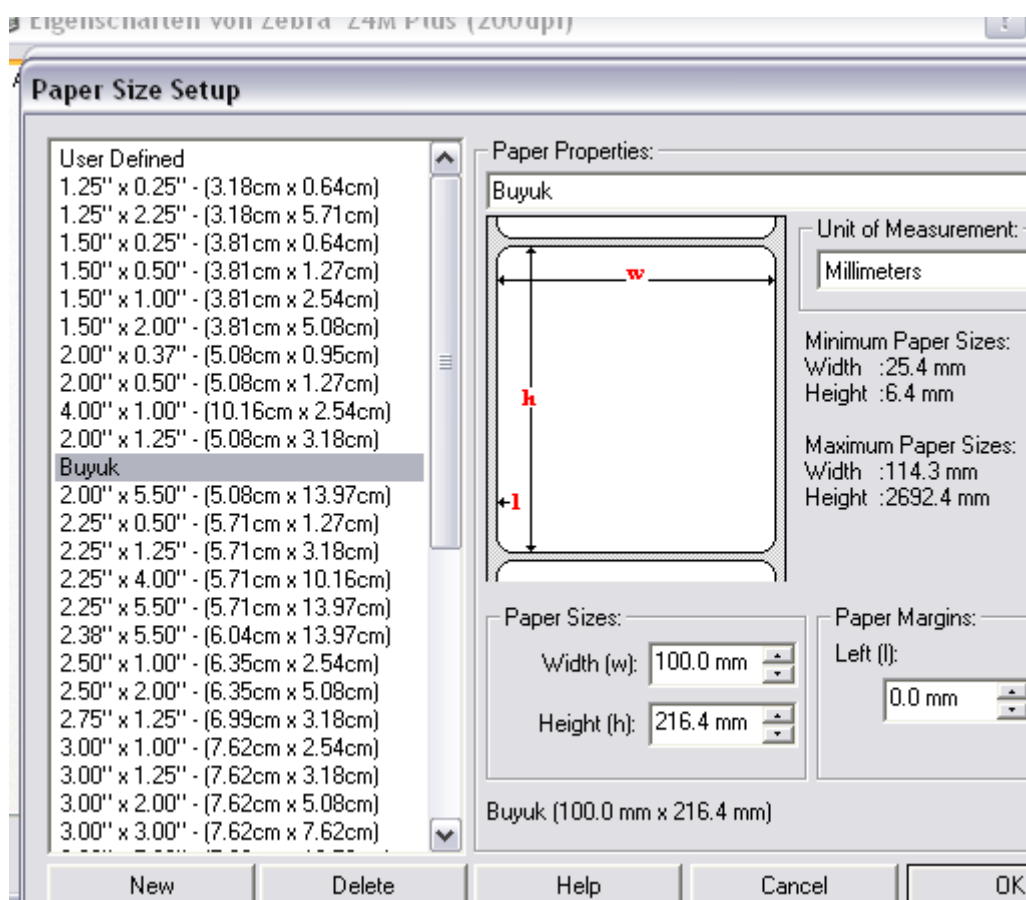 Eigenschaften von Zebra Z4M Plus (200dpi)
Paper Size Setup
User Defined
1.25'' x 0.25'' - (3.18cm x 0.64cm)
1.25'' x 2.25'' - (3.18cm x 5.71cm)
1.50'' x 0.25'' - (3.81cm x 0.64cm)
1.50'' x 0.50'' - (3.81cm x 1.27cm)
1.50'' x 1.00'' - (3.81cm x 2.54cm)
1.50'' x 2.00'' - (3.81cm x 5.08cm)
2.00'' x 0.37'' - (5.08cm x 0.95cm)
2.00'' x 0.50'' - (5.08cm x 1.27cm)
4.00'' x 1.00'' - (10.16cm x 2.54cm)
2.00'' x 1.25'' - (5.08cm x 3.18cm)
Buyuk
2.00'' x 5.50'' - (5.08cm x 13.97cm)
2.25'' x 0.50'' - (5.71cm x 1.27cm)
2.25'' x 1.25'' - (5.71cm x 3.18cm)
2.25'' x 4.00'' - (5.71cm x 10.16cm)
2.25'' x 5.50'' - (5.71cm x 13.97cm)
2.38'' x 5.50'' - (6.04cm x 13.97cm)
2.50'' x 1.00'' - (6.35cm x 2.54cm)
2.50'' x 2.00'' - (6.35cm x 5.08cm)
2.75'' x 1.25'' - (6.99cm x 3.18cm)
3.00'' x 1.00'' - (7.62cm x 2.54cm)
3.00'' x 1.25'' - (7.62cm x 3.18cm)
3.00'' x 2.00'' - (7.62cm x 5.08cm)
3.00'' x 3.00'' - (7.62cm x 7.62cm)
Paper Properties:
Buyuk
w
h
l
Unit of Measurement:
Millimeters
Minimum Paper Sizes:
Width :25.4 mm
Height :6.4 mm
Maximum Paper Sizes:
Width :114.3 mm
Height :2692.4 mm
Paper Sizes:
Width (w): 100.0 mm
Height (h): 216.4 mm
Paper Margins:
Left (l):
0.0 mm
Buyuk (100.0 mm x 216.4 mm)
New
Delete
Help
Cancel
OK